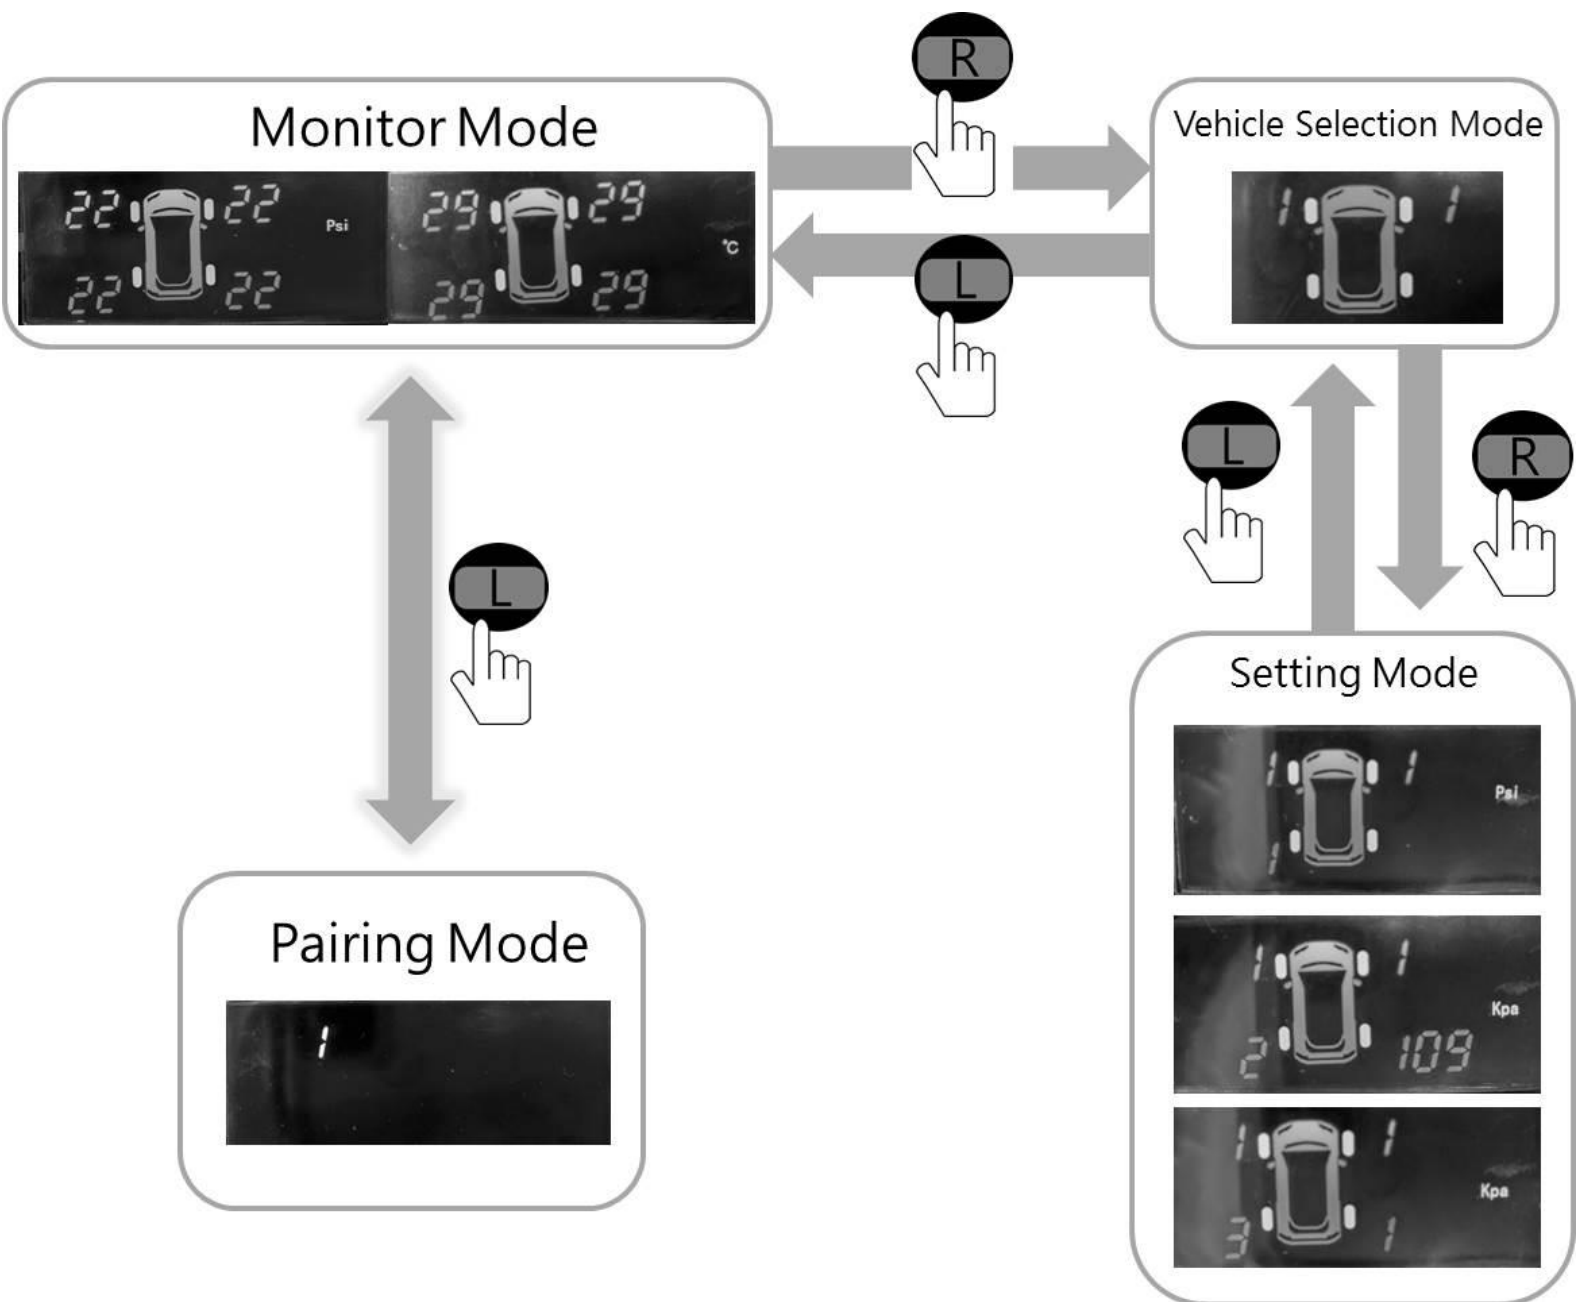 R
Monitor Mode
Vehicle Selection Mode
22 22 Psi 29 29 °C
22 22 29 29
1 1
L
L
R
L
Setting Mode
1 1 Psi
1
1 1 Kpa
2 109
1 1 Kpa
3 1
Pairing Mode
1